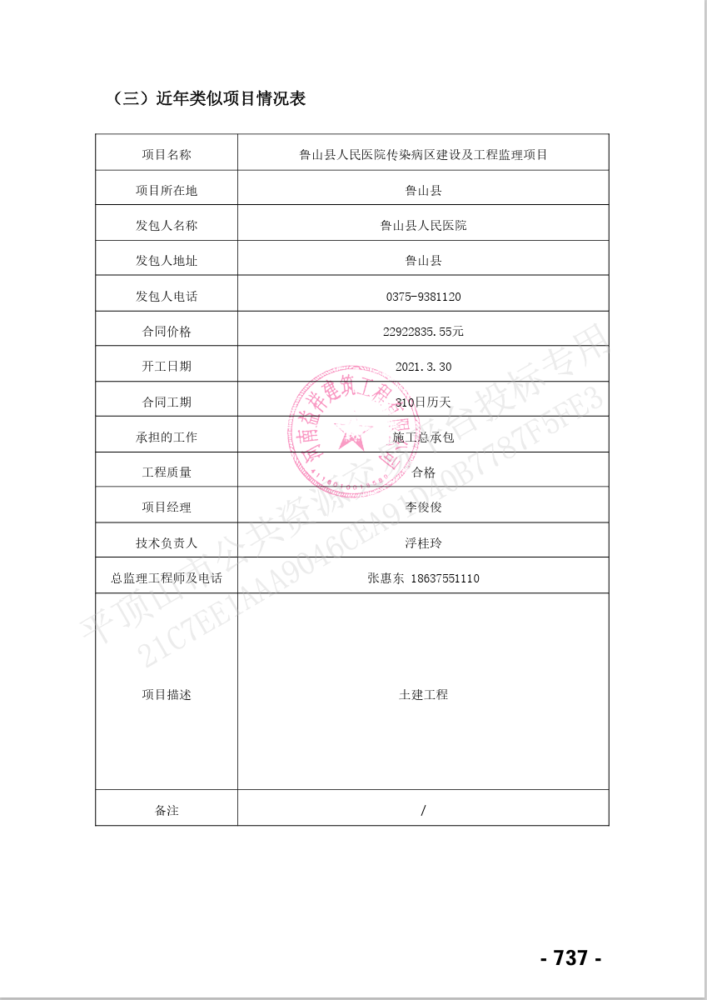 （三）近年类似项目情况表
项目名称 鲁山县人民医院传染病区建设及工程监理项目
项目所在地 鲁山县
发包人名称 鲁山县人民医院
发包人地址 鲁山县
发包人电话 0375-9381120
合同价格 22922835.55元
开工日期 2021.3.30
合同工期 310日历天
承担的工作 施工总承包
工程质量 合格
项目经理 李俊俊
技术负责人 浮桂玲
总监理工程师及电话 张惠东 18637551110
项目描述 土建工程
备注 /
河南益祥建筑工程有限公司
平顶山市公共资源交易平台投标专用
21C7EE1AAA9046CEA91D40B7787F5FE3
- 737 -